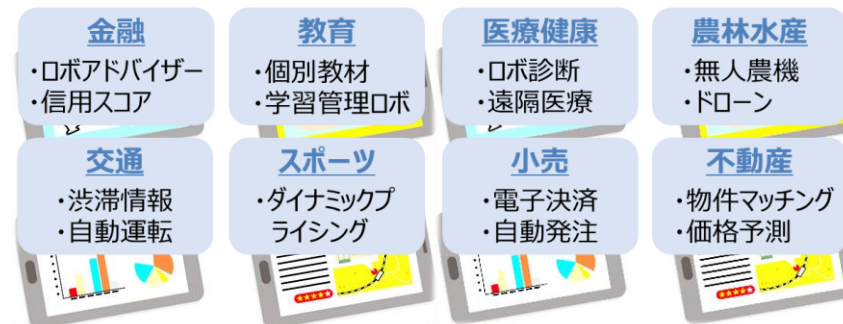 金融
・ロボアドバイザー
・信用スコア
教育
・個別教材
・学習管理ロボ
医療健康
・ロボ診断
・遠隔医療
農林水産
・無人農機
・ドローン
交通
・渋滞情報
・自動運転
スポーツ
・ダイナミックプ
ライシング
小売
・電子決済
・自動発注
不動産
・物件マッチング
・価格予測